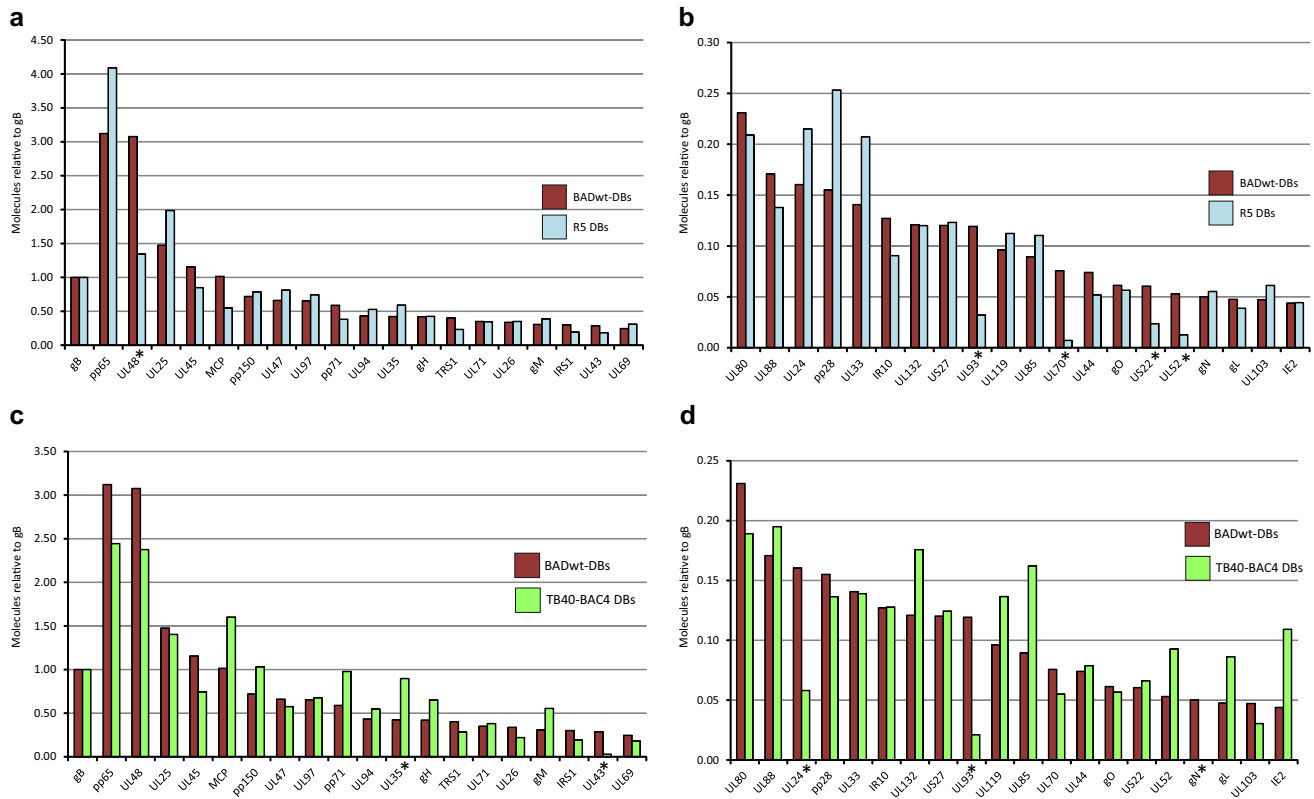 a
4.50
4.00
3.50
3.00
2.50
2.00
1.50
1.00
0.50
0.00
Molecules relative to gB
BADwt-DBs
R5 DBs
gB pp65 UL48* UL25 UL45 MCP pp150 UL47 UL97 pp71 UL94 UL35 gH TRS1 UL71 UL26 gM IRS1 UL43 UL69
b
0.30
0.25
0.20
0.15
0.10
0.05
0.00
Molecules relative to gB
BADwt-DBs
R5 DBs
UL80 UL88 UL24 pp28 UL33 IR10 UL132 US27 UL93* UL119 UL85 UL70* UL44 gO US22* UL52* gN gL UL103 IE2
c
3.50
3.00
2.50
2.00
1.50
1.00
0.50
0.00
Molecules relative to gB
BADwt-DBs
TB40-BAC4 DBs
gB pp65 UL48 UL25 UL45 MCP pp150 UL47 UL97 pp71 UL94 UL35* gH TRS1 UL71 UL26 gM IRS1 UL43* UL69
d
0.25
0.20
0.15
0.10
0.05
0.00
Molecules relative to gB
BADwt-DBs
TB40-BAC4 DBs
UL80 UL88 UL24* pp28 UL33 IR10 UL132 US27 UL93* UL119 UL85 UL70 UL44 gO US22 UL52 gN* gL UL103 IE2